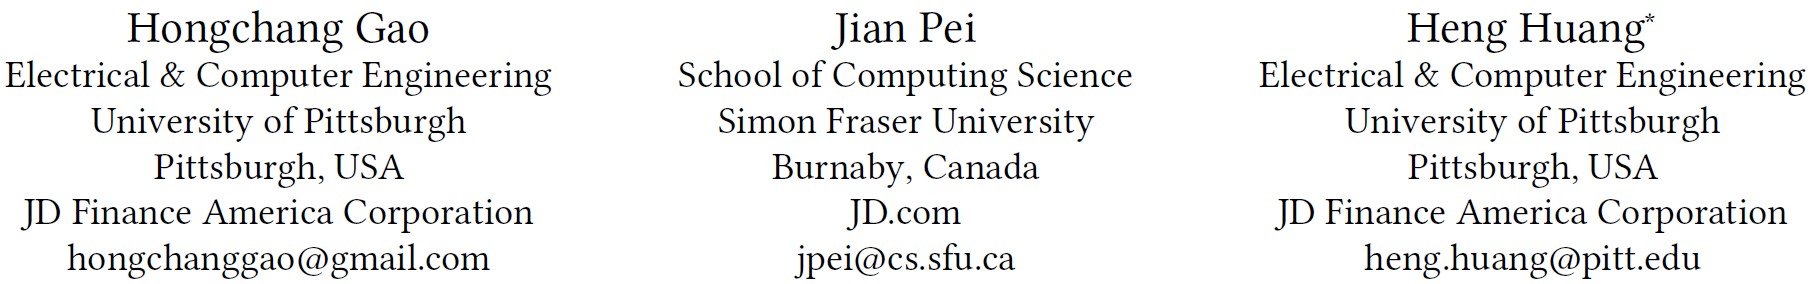 Hongchang Gao
Electrical & Computer Engineering
University of Pittsburgh
Pittsburgh, USA
JD Finance America Corporation
hongchanggao@gmail.com
Jian Pei
School of Computing Science
Simon Fraser University
Burnaby, Canada
JD.com
jpei@cs.sfu.ca
Heng Huang*
Electrical & Computer Engineering
University of Pittsburgh
Pittsburgh, USA
JD Finance America Corporation
heng.huang@pitt.edu